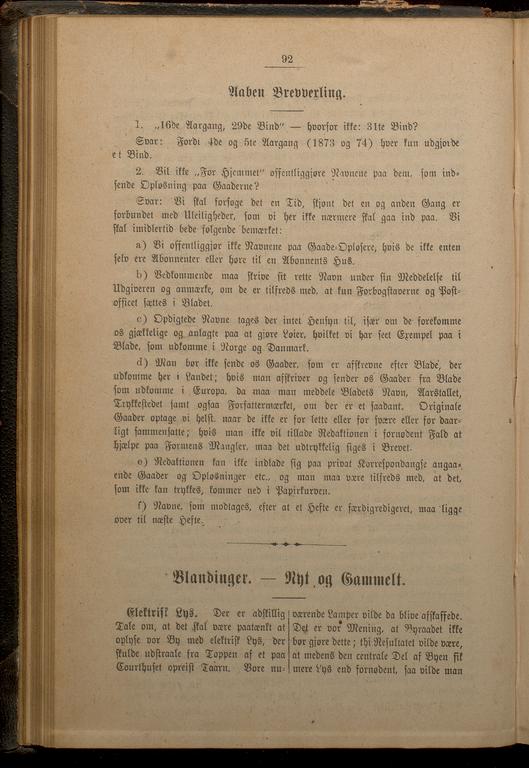 92
Aaben Brevverling.
1. „16de Aargang, 29de Bind“ — hvorfor ikke: 31te Bind?
Svar: Fordi 4de og 5te Aargang (1873 og 74) hver kun udgjorde
et Bind.
2. Vil ikke „For Hjemmet“ offentliggjøre Navnene paa dem, som ind-
sende Opløsning paa Gaaderne?
Svar: Vi skal forsøge det en Tid, skjønt det en og anden Gang er
forbundet med Uleiligheder, som vi her ikke nærmere skal gaa ind paa. Vi
skal imidlertid bede følgende bemærket:
a) Vi offentliggjør ikke Navnene paa Gaade-Opløsere, hvis de ikke enten
selv ere Abonnenter eller høre til en Abonnents Hus.
b) Vedkommende maa skrive sit rette Navn under sin Meddelelse til
Udgiveren og anmærke, om de er tilfreds med, at kun Forbogstaverne og Post-
officet sættes i Bladet.
c) Opdigtede Navne tages der intet Hensyn til, især om de forekomme
os gjækkelige og anlagte paa at gjøre Løier, hvilket vi har seet Exempel paa i
Blade, som udkomme i Norge og Danmark.
d) Man bør ikke sende os Gaader, som er afskrevne efter Blade, der
udkomme her i Landet; hvis man afskriver og sender os Gaader fra Blade
som udkomme i Europa, da maa man meddele Bladets Navn, Aarstallet,
Trykkestedet samt ogsaa Forfattermærket, om der er et saadant. Originale
Gaader optage vi helst, naar de ikke er for lette eller for svære eller for daar-
ligt sammensatte; hvis man ikke vil tillade Redaktionen i fornødent Fald at
hjælpe paa Formens Mangler, maa det udtrykkelig siges i Brevet.
e) Redaktionen kan ikke indlade sig paa privat Korrespondangse angaa-
ende Gaader og Opløsninger etc., og man maa være tilfreds med, at det,
som ikke kan trykkes, kommer ned i Papirkurven.
f) Navne, som modtages, efter at et Hefte er færdigredigeret, maa ligge
over til næste Hefte.
Blandinger. — Nyt og Gammelt.
Elektrisk Lys. Der er adskillig
Tale om, at det skal være paatænkt at
oplyse vor By med elektrisk Lys, der
skulde udstraale fra Toppen af et paa
Courthuset opreist Taarn. Vore nu-
værende Lamper vilde da blive afskaffede.
Det er vor Mening, at Byraadet ikke
bør gjøre dette; thi Resultatet vilde være,
at medens den centrale Del af Byen fik
mere Lys end fornødent, saa vilde man